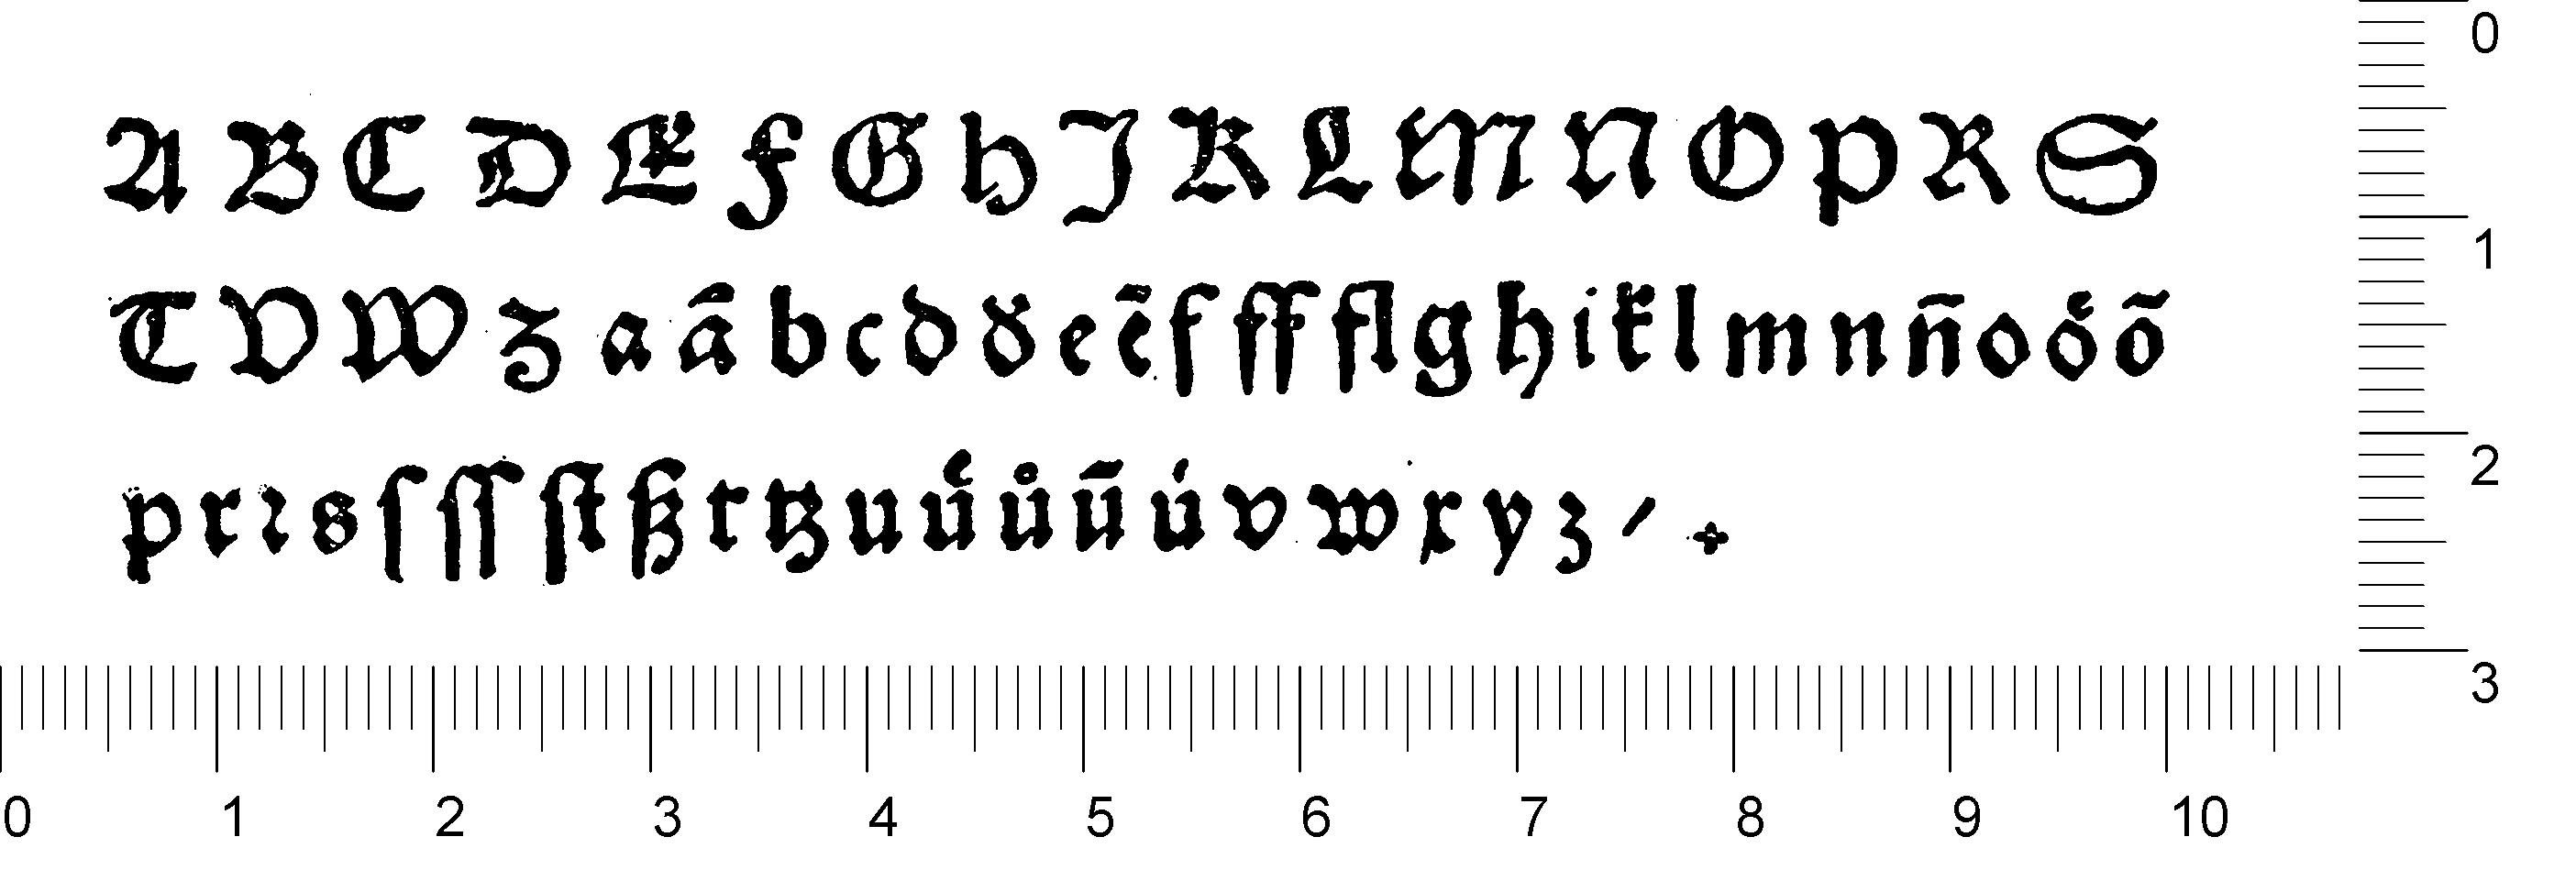 A B C D E F G H J K L M N O P R S
T V W Z a ā b c d d᷎ e ē f ff fl g h i k l m n n̄ o oͤ ō
p r ꝛ s ſ ſſ ſt ß t tz u uͤ ů ū ú v w x y z / .
0
1
2
3
0 1 2 3 4 5 6 7 8 9 10